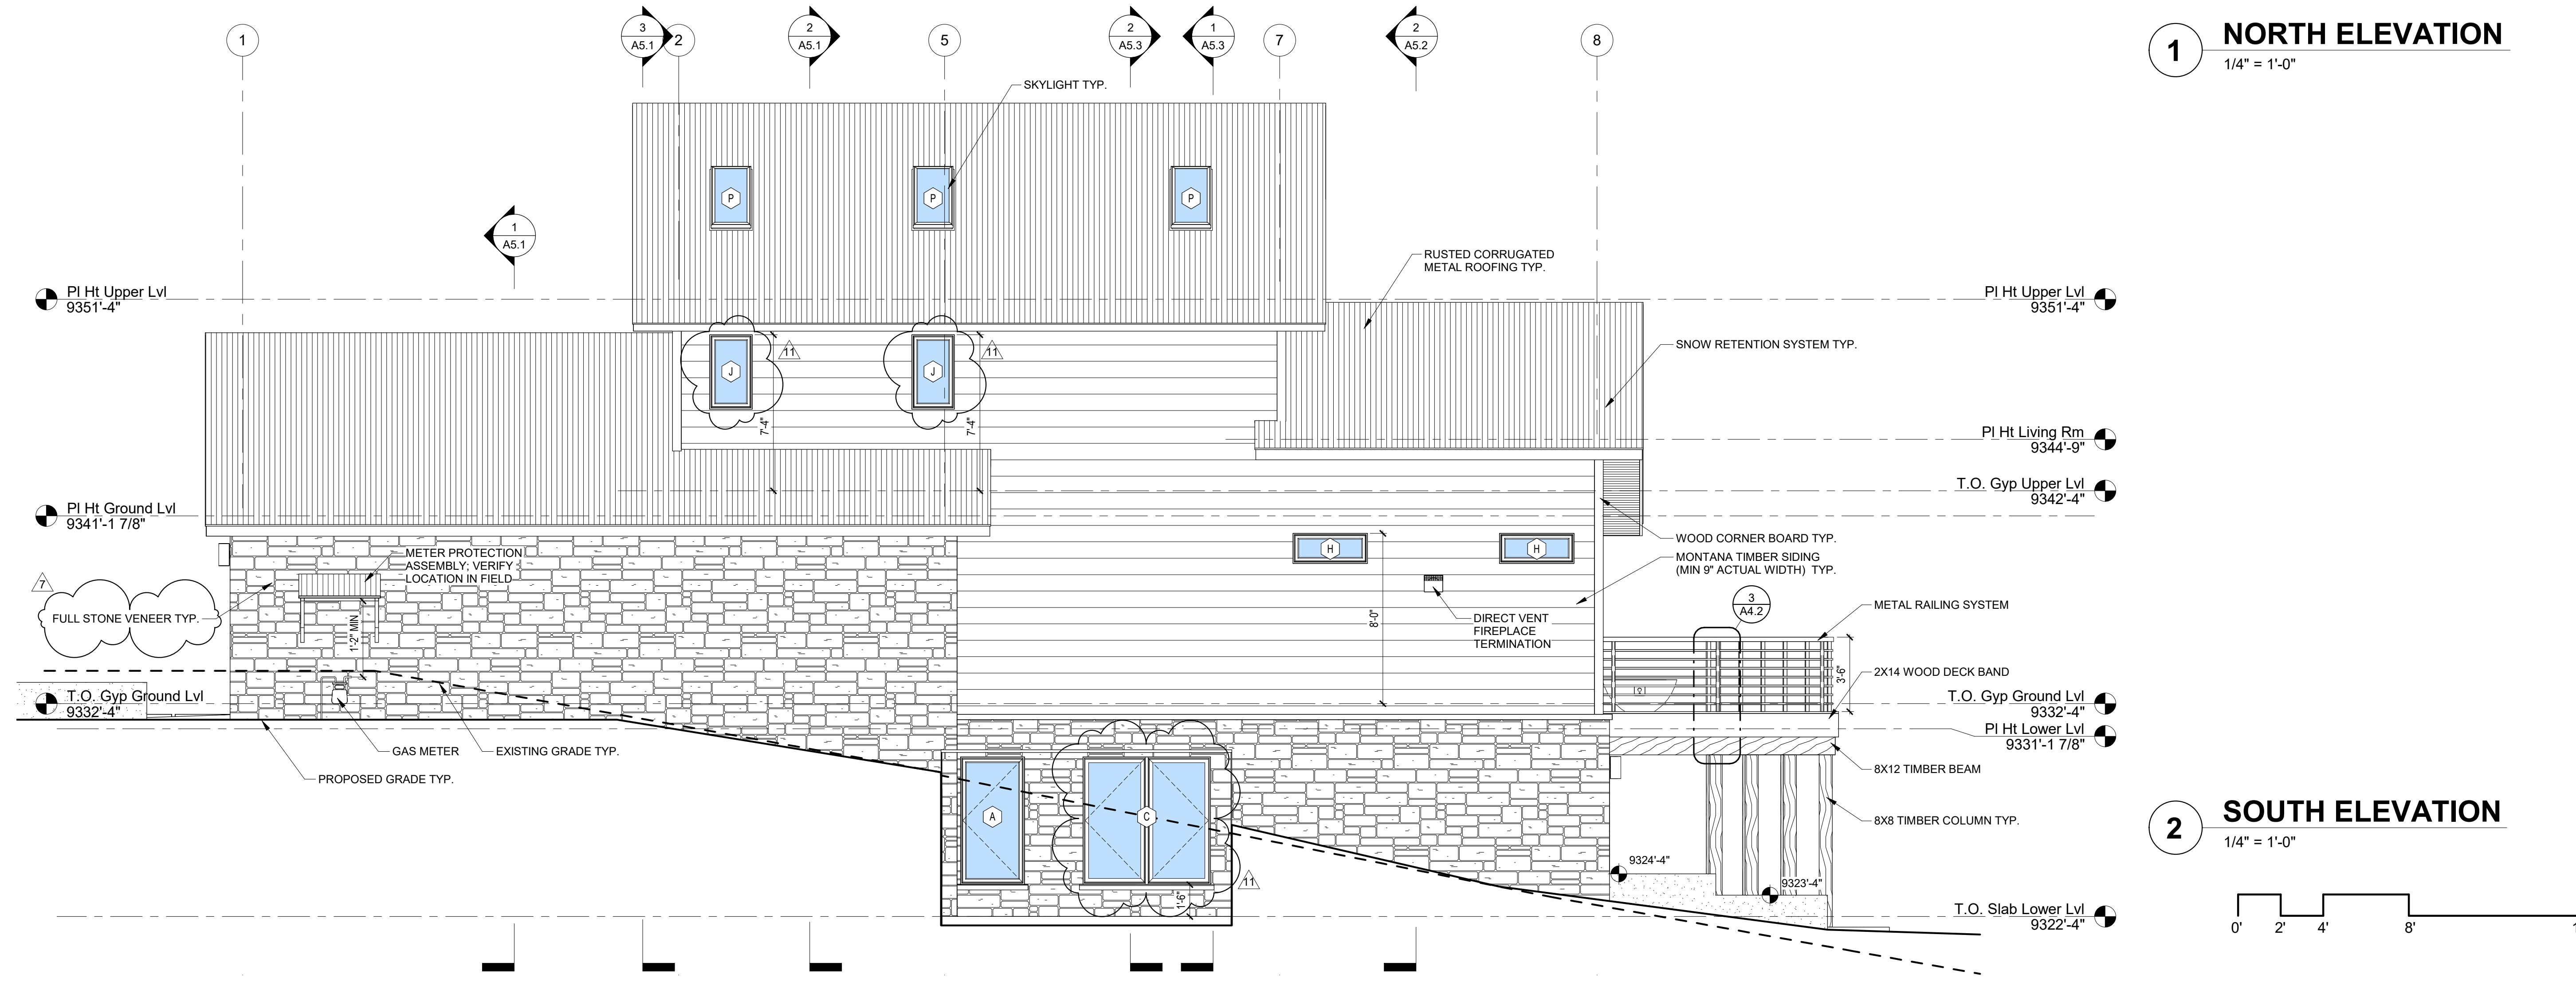 1
3
A5.1
2
2
A5.1
5
2
A5.3
1
A5.3
7
2
A5.2
8
1
NORTH ELEVATION
1/4" = 1'-0"
SKYLIGHT TYP.
P
P
P
1
A5.1
RUSTED CORRUGATED
METAL ROOFING TYP.
Pl Ht Upper Lvl
9351'-4"
Pl Ht Upper Lvl
9351'-4"
SNOW RETENTION SYSTEM TYP.
J
11
J
11
7'-4"
7'-4"
Pl Ht Living Rm
9344'-9"
T.O. Gyp Upper Lvl
9342'-4"
Pl Ht Ground Lvl
9341'-1 7/8"
WOOD CORNER BOARD TYP.
H
H
MONTANA TIMBER SIDING
(MIN 9" ACTUAL WIDTH) TYP.
METER PROTECTION
ASSEMBLY; VERIFY
LOCATION IN FIELD
7
FULL STONE VENEER TYP.
1'-2" MIN
8'-0"
DIRECT VENT
FIREPLACE
TERMINATION
3
A4.2
METAL RAILING SYSTEM
3'-6"
2X14 WOOD DECK BAND
T.O. Gyp Ground Lvl
9332'-4"
T.O. Gyp Ground Lvl
9332'-4"
Pl Ht Lower Lvl
9331'-1 7/8"
GAS METER
EXISTING GRADE TYP.
PROPOSED GRADE TYP.
8X12 TIMBER BEAM
A
C
8X8 TIMBER COLUMN TYP.
2
SOUTH ELEVATION
1/4" = 1'-0"
9324'-4"
9323'-4"
11
1'-6"
T.O. Slab Lower Lvl
9322'-4"
0'
2'
4'
8'